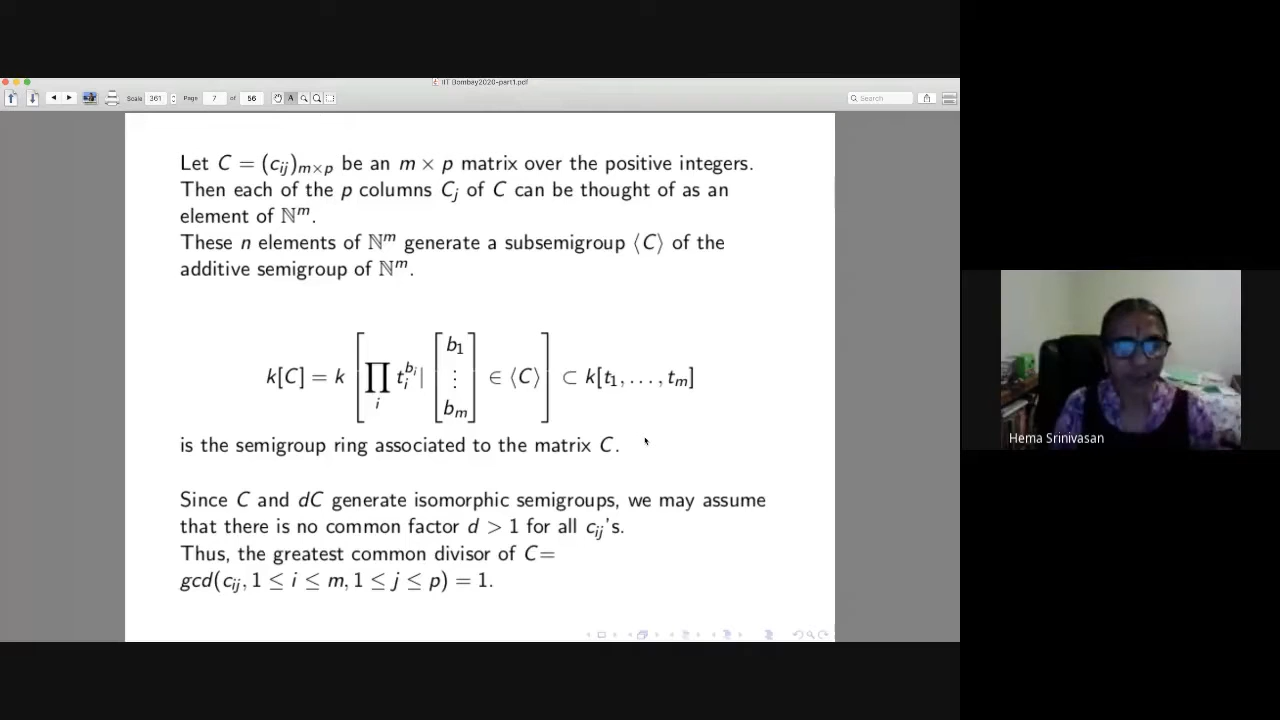 IIT Bombay2020-part1.pdf
Scale 361 Page 7 of 56 Search
Let C = (c_{ij})_{m×p} be an m × p matrix over the positive integers.
Then each of the p columns C_j of C can be thought of as an
element of ℕ^m.
These n elements of ℕ^m generate a subsemigroup ⟨C⟩ of the
additive semigroup of ℕ^m.
k[C] = k [ ∏_i t_i^{b_i} | [ b_1 ⋮ b_m ] ∈ ⟨C⟩ ] ⊂ k[t_1, . . . , t_m]
is the semigroup ring associated to the matrix C.
Since C and dC generate isomorphic semigroups, we may assume
that there is no common factor d > 1 for all c_{ij}'s.
Thus, the greatest common divisor of C=
gcd(c_{ij}, 1 ≤ i ≤ m, 1 ≤ j ≤ p) = 1.
Hema Srinivasan